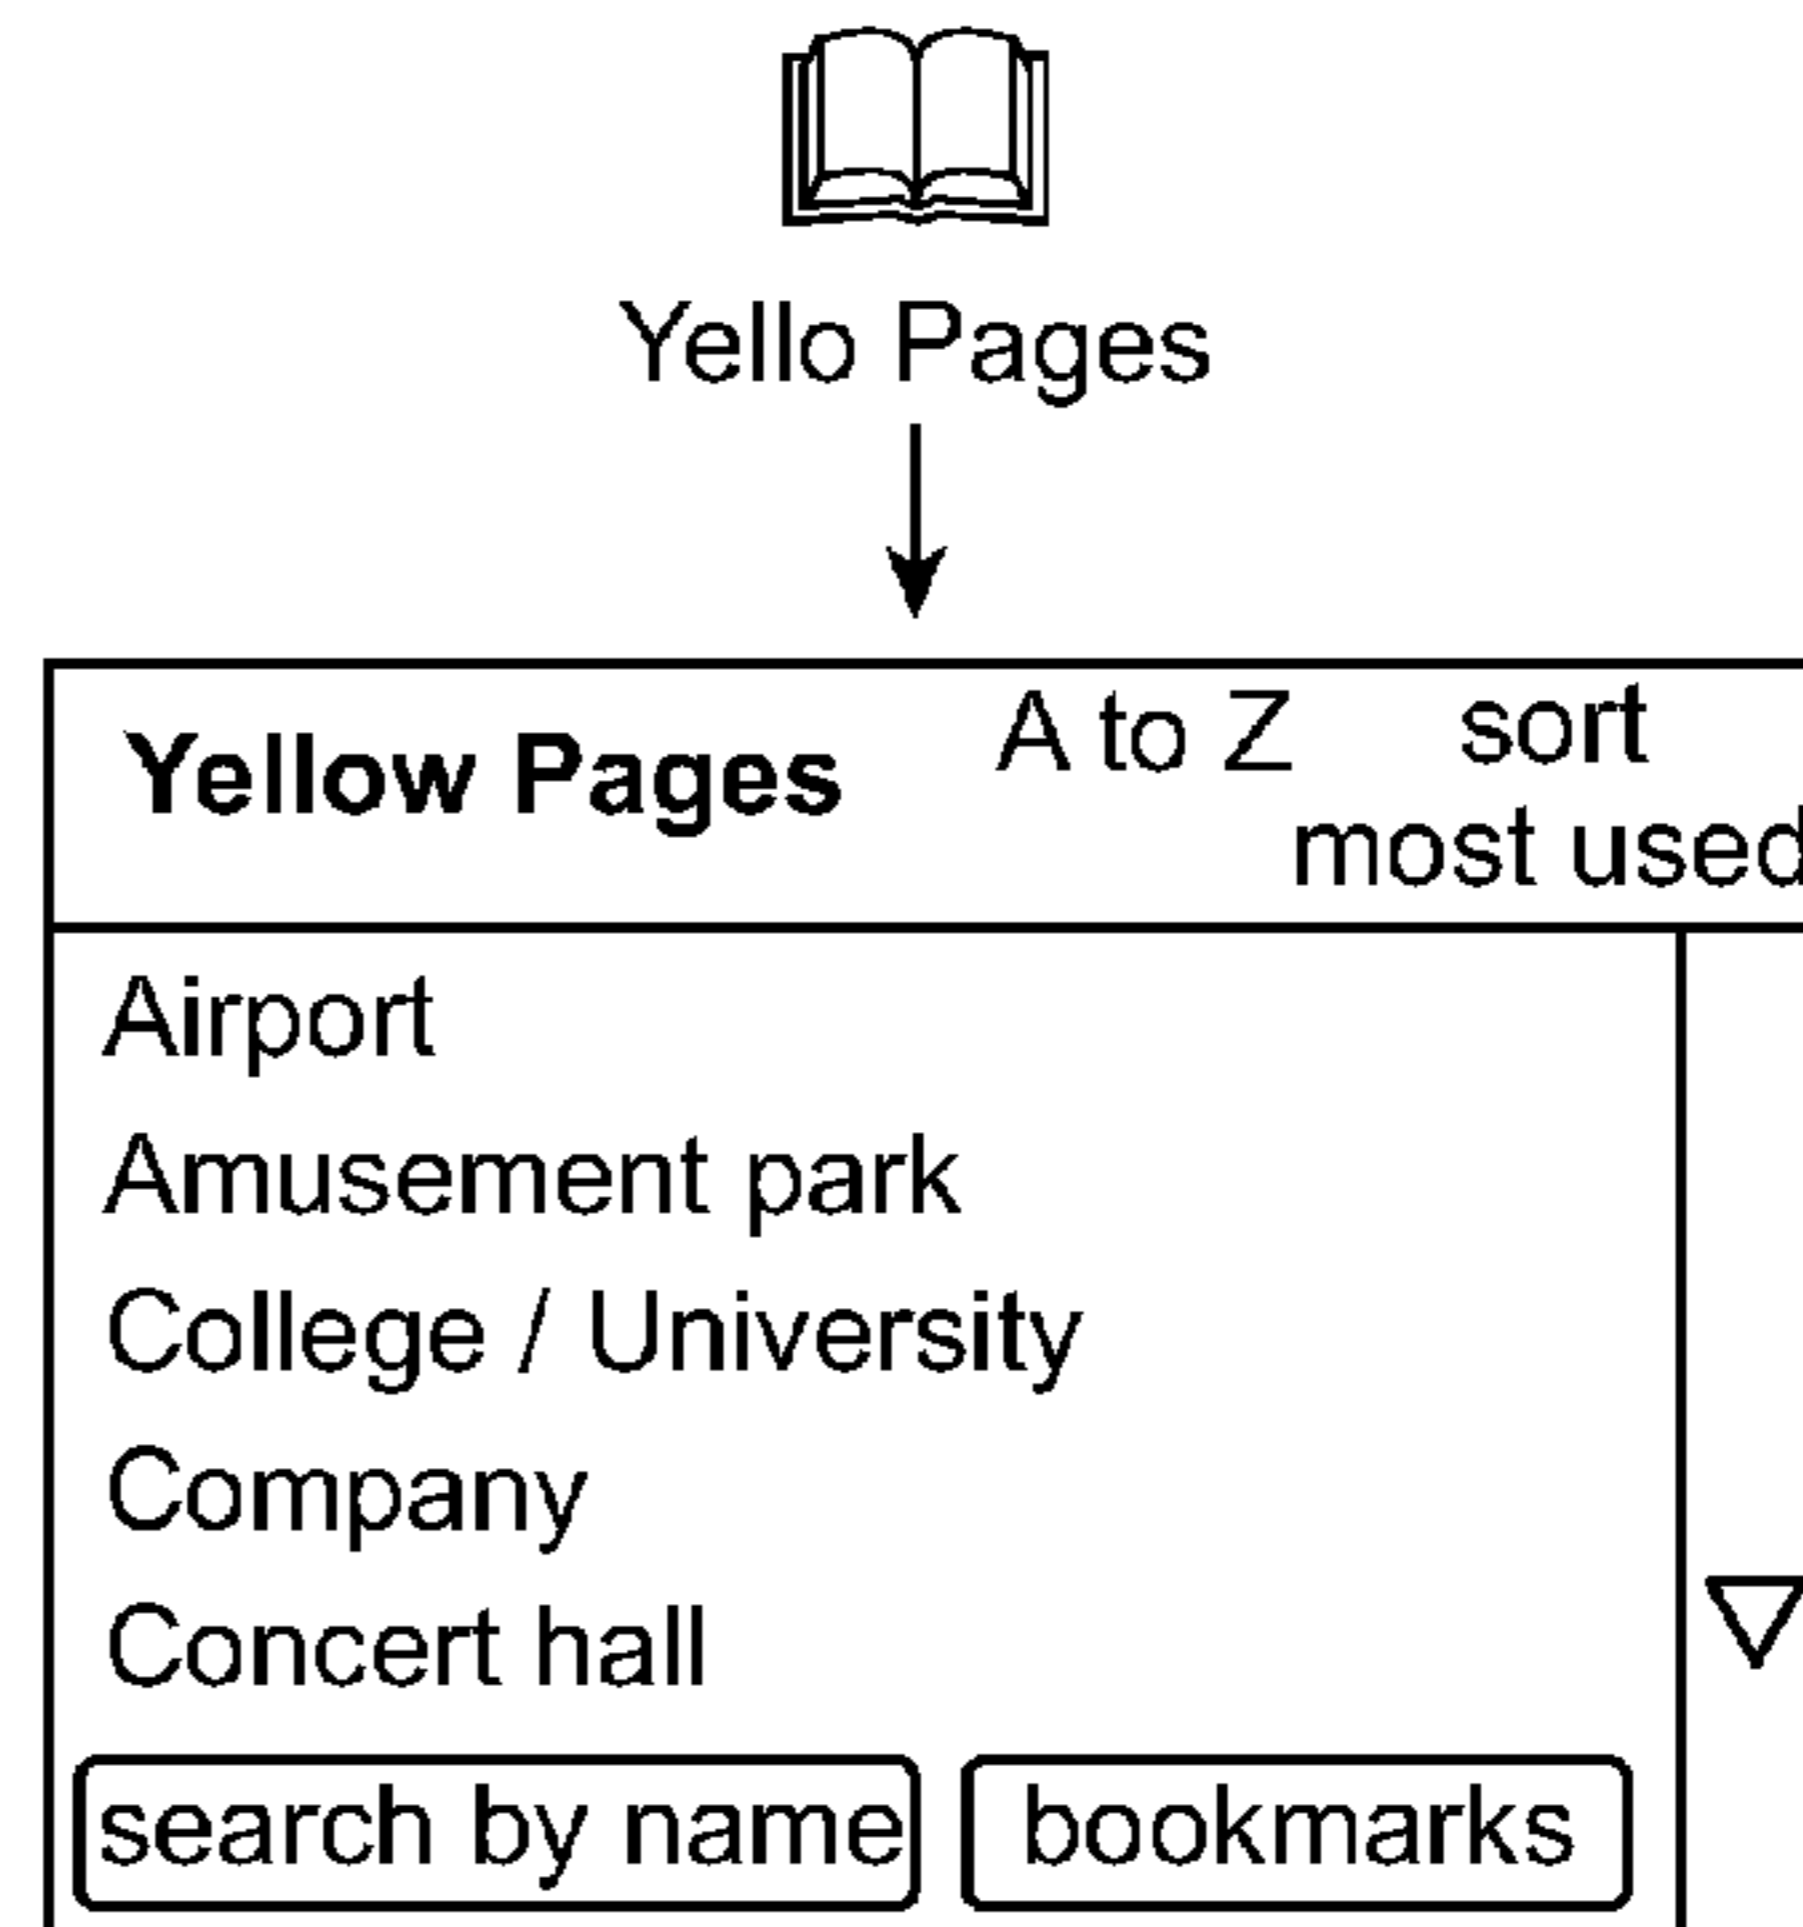 Yello Pages
Yellow Pages
A to Z sort
most used
Airport
Amusement park
College / University
Company
Concert hall
search by name
bookmarks